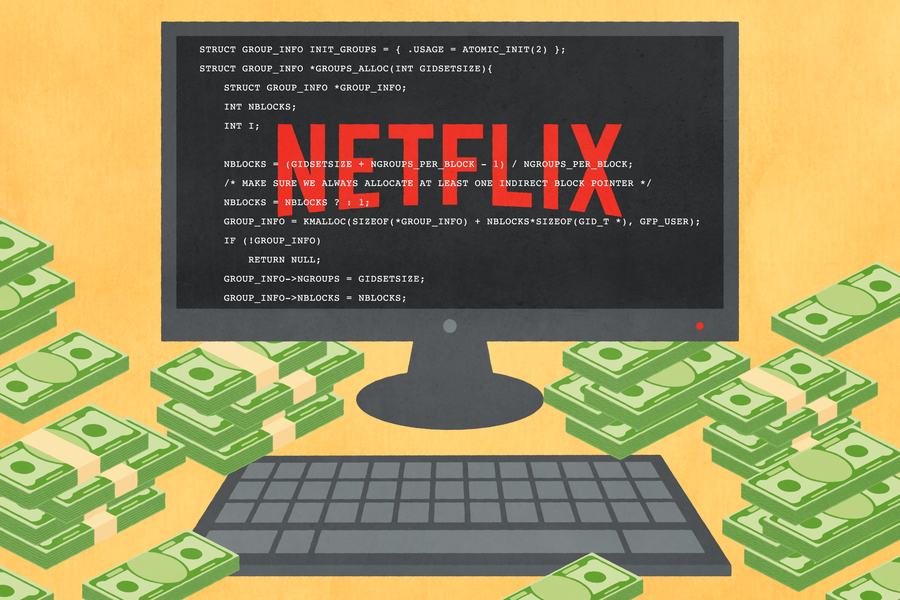 STRUCT GROUP_INFO INIT_GROUPS = { .USAGE = ATOMIC_INIT(2) };
STRUCT GROUP_INFO *GROUPS_ALLOC(INT GIDSETSIZE){
STRUCT GROUP_INFO *GROUP_INFO;
INT NBLOCKS;
INT I;
NETFLIX
NBLOCKS = (GIDSETSIZE + NGROUPS_PER_BLOCK - 1) / NGROUPS_PER_BLOCK;
/* MAKE SURE WE ALWAYS ALLOCATE AT LEAST ONE INDIRECT BLOCK POINTER */
NBLOCKS = NBLOCKS ? : 1;
GROUP_INFO = KMALLOC(SIZEOF(*GROUP_INFO) + NBLOCKS*SIZEOF(GID_T *), GFP_USER);
IF (!GROUP_INFO)
RETURN NULL;
GROUP_INFO->NGROUPS = GIDSETSIZE;
GROUP_INFO->NBLOCKS = NBLOCKS;